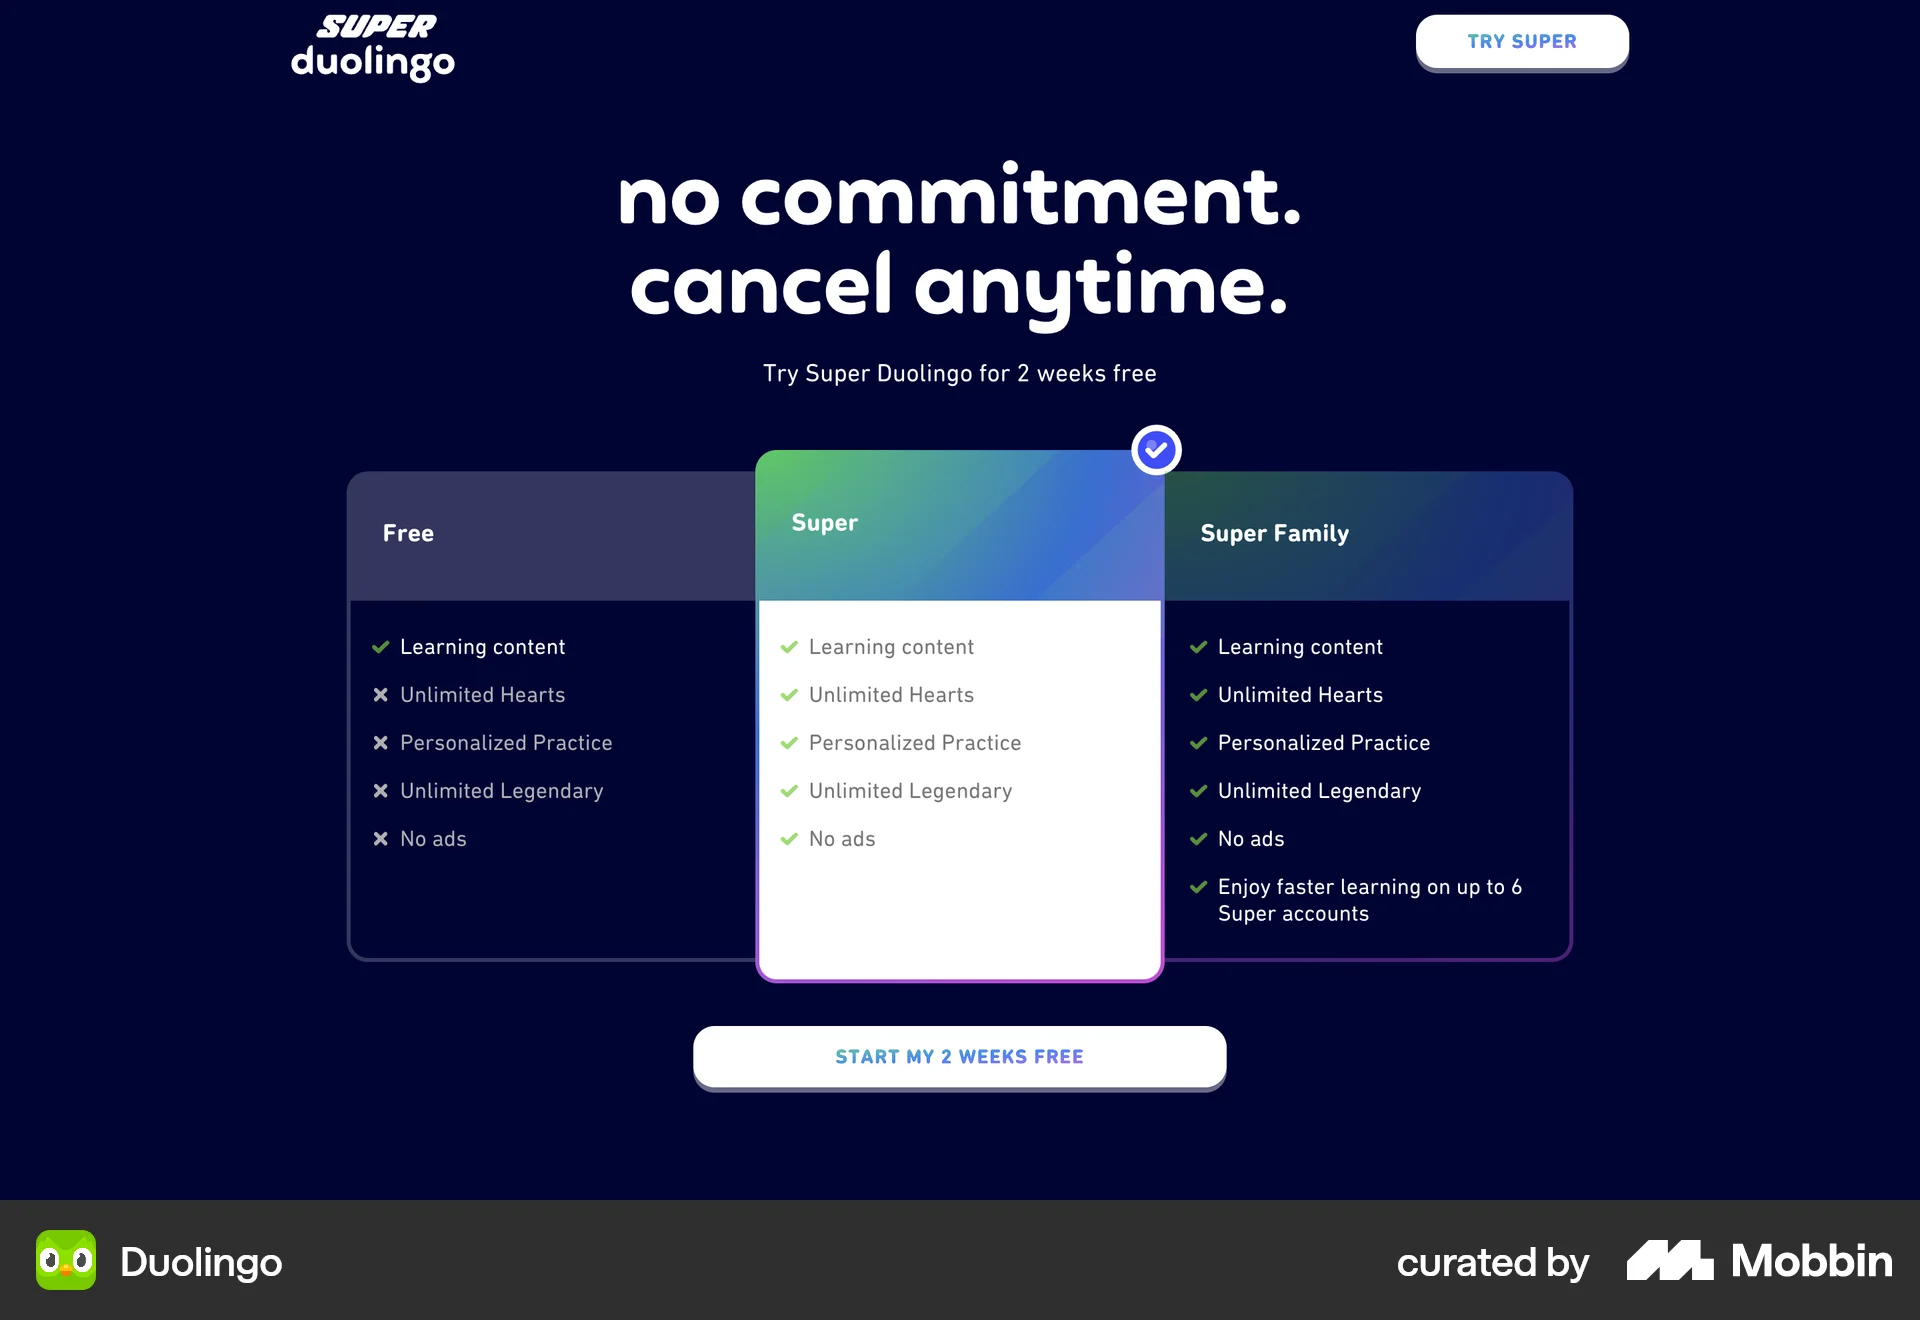 SUPER
duolingo
TRY SUPER
no commitment.
cancel anytime.
Try Super Duolingo for 2 weeks free
Free
Learning content
Unlimited Hearts
Personalized Practice
Unlimited Legendary
No ads
Super
Learning content
Unlimited Hearts
Personalized Practice
Unlimited Legendary
No ads
Super Family
Learning content
Unlimited Hearts
Personalized Practice
Unlimited Legendary
No ads
Enjoy faster learning on up to 6
Super accounts
START MY 2 WEEKS FREE
Duolingo
curated by
Mobbin